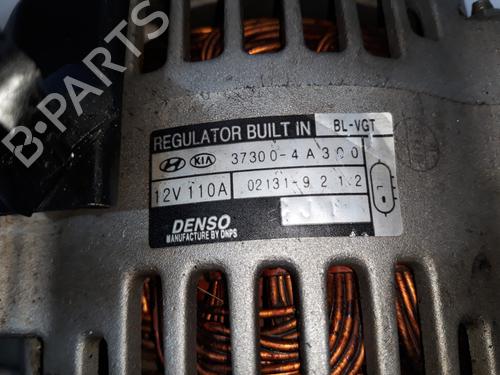 REGULATOR BUILT IN BL-VGT
KIA 37300-4A300
12V 110A 02131-9212
DENSO
MANUFACTURE BY DNPS
B-PARTS